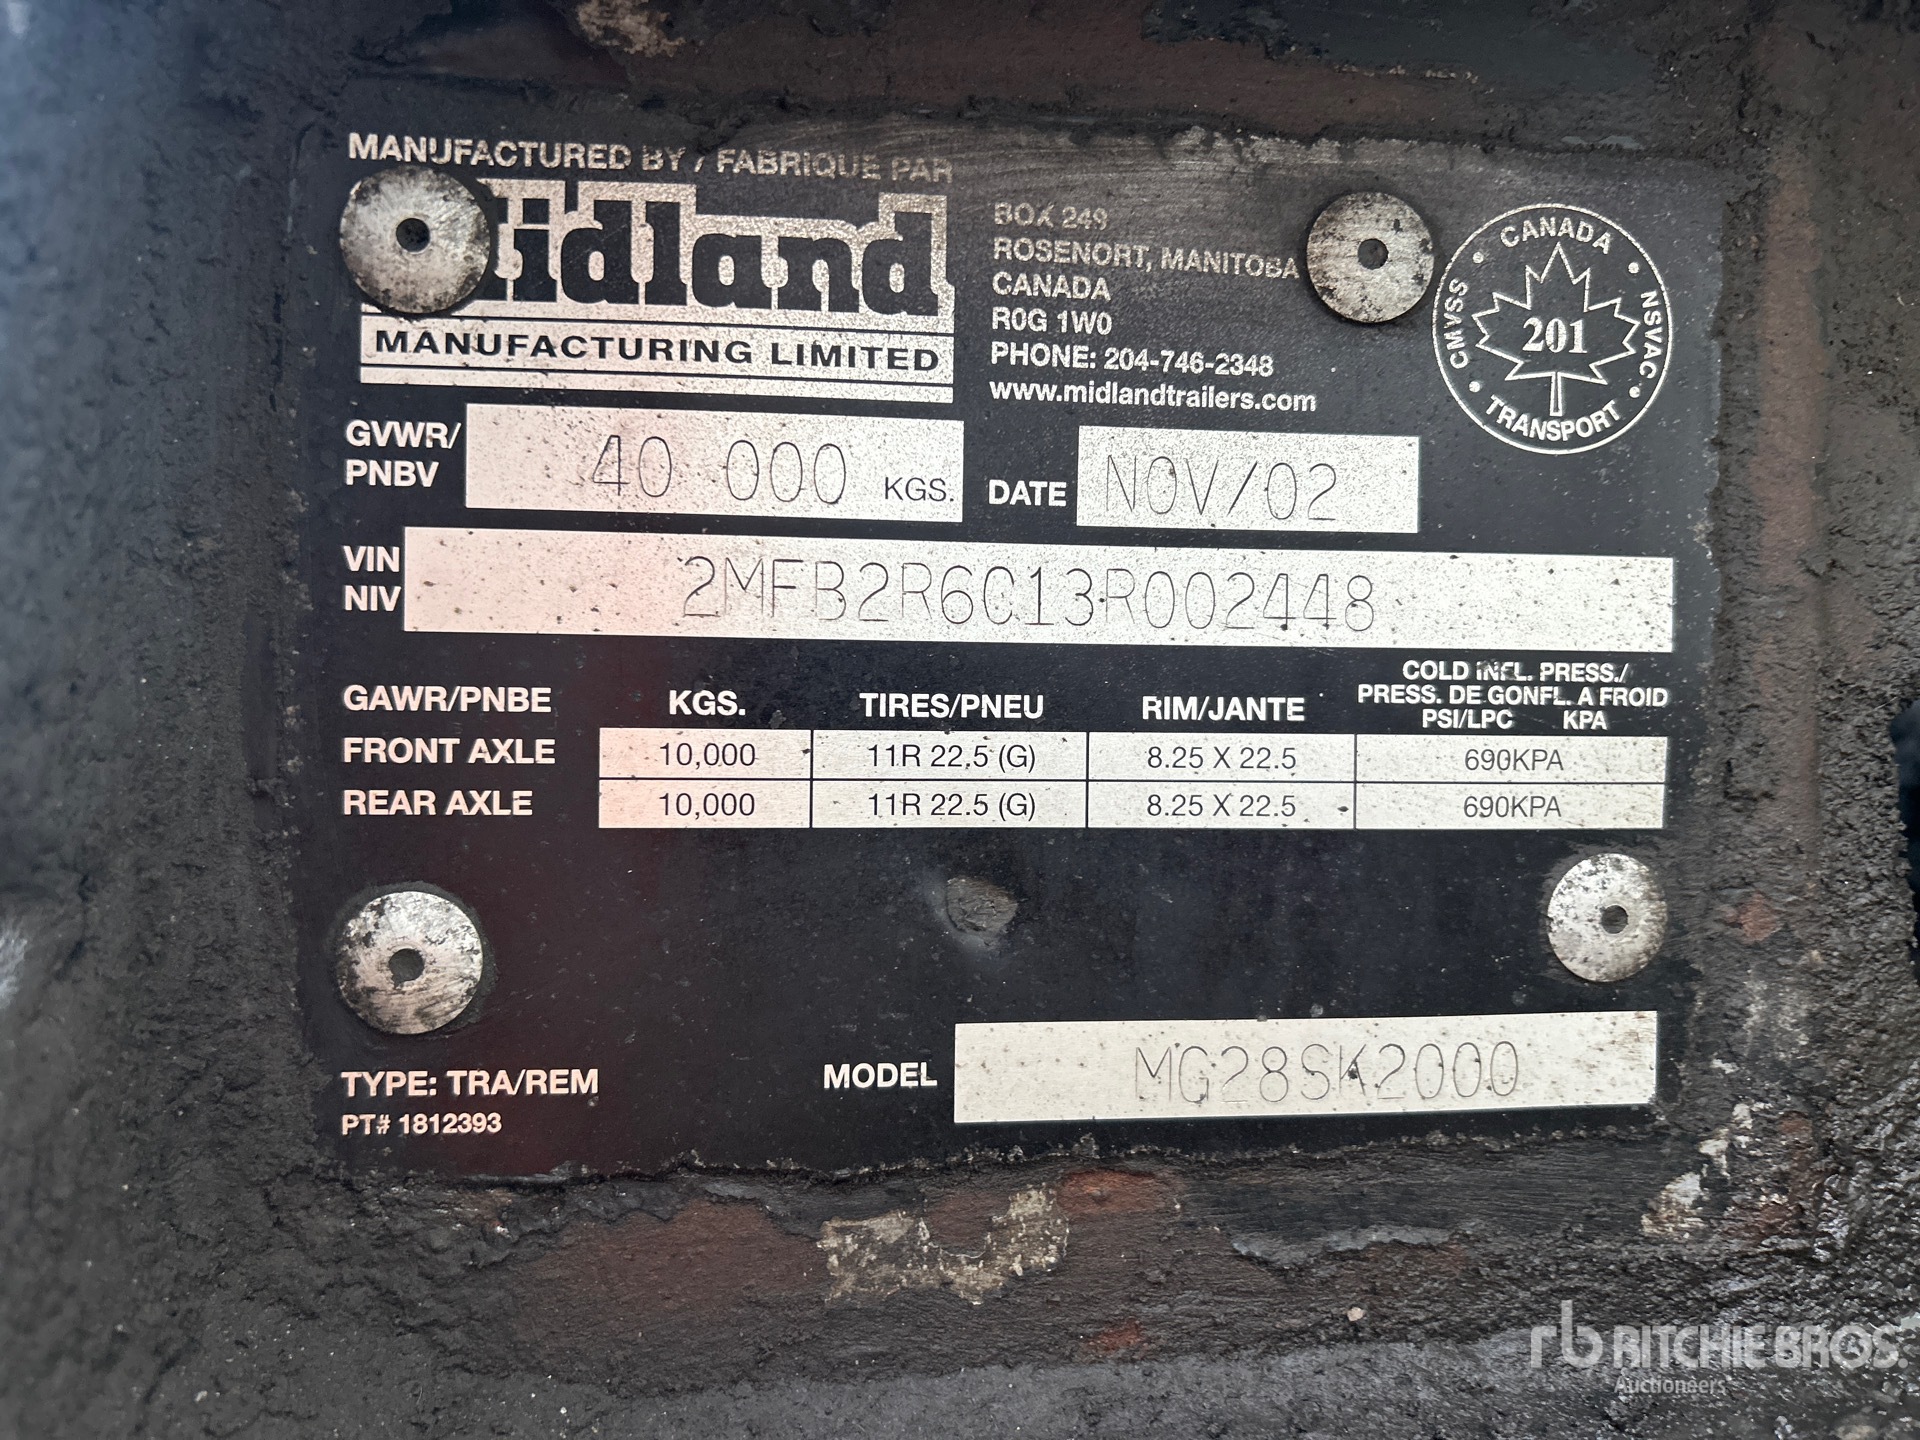 MANUFACTURED BY / FABRIQUE PAR
Midland
MANUFACTURING LIMITED
BOX 249
ROSENORT, MANITOBA
CANADA
R0G 1W0
PHONE: 204-746-2348
www.midlandtrailers.com
CANADA
CMVSS • NSVAC
201
TRANSPORT
GVWR/
PNBV
40 000 KGS.
DATE NOV/02
VIN
NIV
2MFB2R6C13R002448
GAWR/PNBE KGS. TIRES/PNEU RIM/JANTE
COLD INFL. PRESS./
PRESS. DE GONFL. A FROID
PSI/LPC KPA
FRONT AXLE 10,000 11R 22.5 (G) 8.25 X 22.5 690KPA
REAR AXLE 10,000 11R 22.5 (G) 8.25 X 22.5 690KPA
TYPE: TRA/REM
PT# 1812393
MODEL MG28SK2000
rb RITCHIE BROS.
Auctioneers